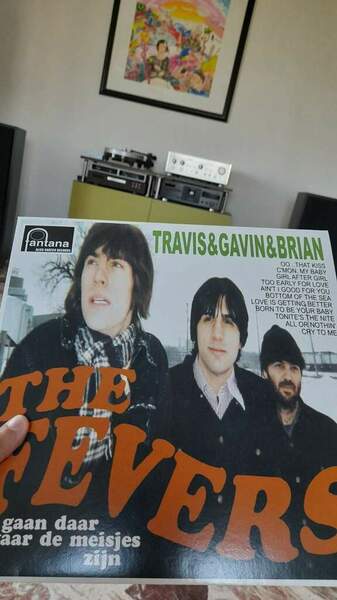 fantana
TRAVIS&GAVIN&BRIAN
OO...THAT KISS
C'MON, MY BABY
GIRL AFTER GIRL
TOO EARLY FOR LOVE
AIN'T I GOOD FOR YOU
BOTTOM OF THE SEA
LOVE IS GETTING BETTER
BORN TO BE YOUR BABY
TONITE'S THE NITE
ALL OR NOTHIN'
CRY TO ME
THE
FEVERS
gaan daar
aar de meisjes
zijn